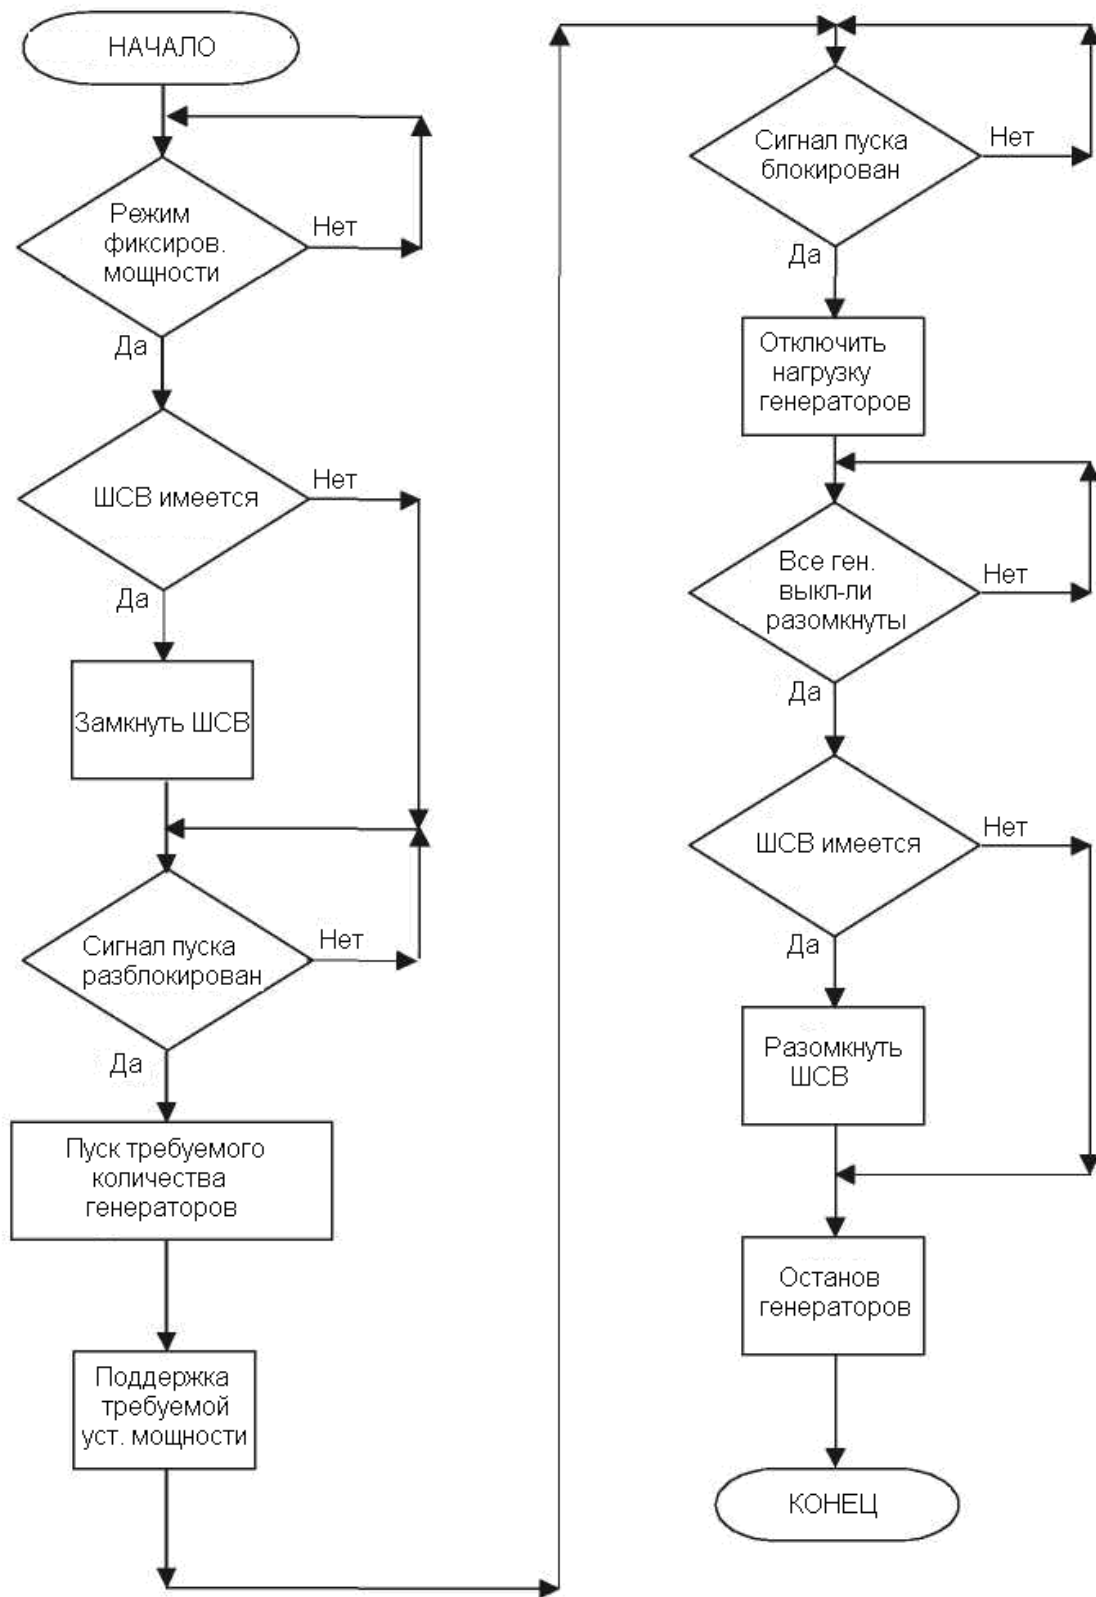 НАЧАЛО
Режим
фиксиров.
мощности
Нет
Да
ШСВ имеется
Нет
Да
Замкнуть ШСВ
Сигнал пуска
разблокирован
Нет
Да
Пуск требуемого
количества
генераторов
Поддержка
требуемой
уст. мощности
Сигнал пуска
блокирован
Нет
Да
Отключить
нагрузку
генераторов
Все ген.
выкл-ли
разомкнуты
Нет
Да
ШСВ имеется
Нет
Да
Разомкнуть
ШСВ
Останов
генераторов
КОНЕЦ